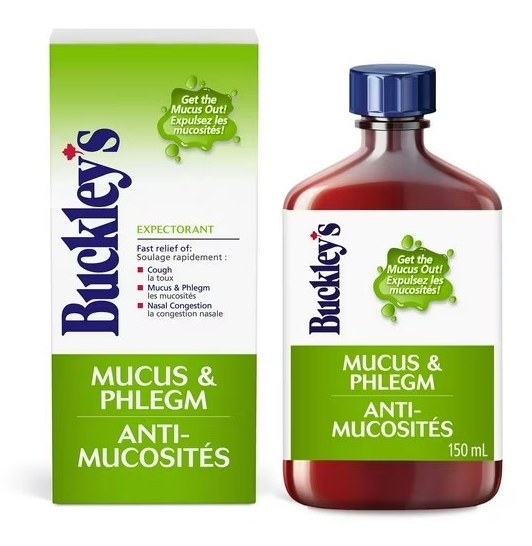 Buckley's
Get the
Mucus Out!
Expulsez les
mucosités!
EXPECTORANT
Fast relief of:
Soulage rapidement :
Cough
la toux
Mucus & Phlegm
les mucosités
Nasal Congestion
la congestion nasale
MUCUS &
PHLEGM
ANTI-
MUCOSITÉS
Buckley's
Get the
Mucus Out!
Expulsez les
mucosités!
MUCUS &
PHLEGM
ANTI-
MUCOSITÉS
150 mL